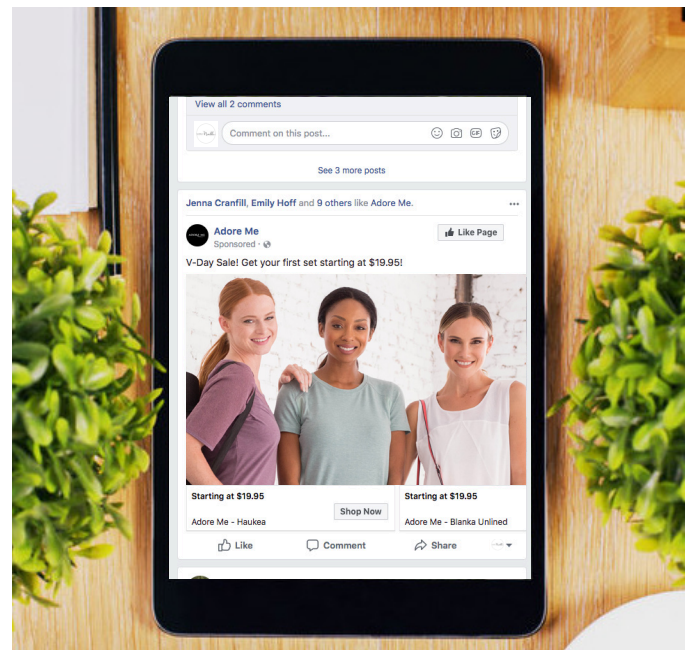 View all 2 comments
Comment on this post...
GIF
See 3 more posts
Jenna Cranfill, Emily Hoff and 9 others like Adore Me.
Adore Me
Like Page
Sponsored ·
V-Day Sale! Get your first set starting at $19.95!
Starting at $19.95
Shop Now
Adore Me - Haukea
Starting at $19.95
Adore Me - Blanka Unlined
Like
Comment
Share